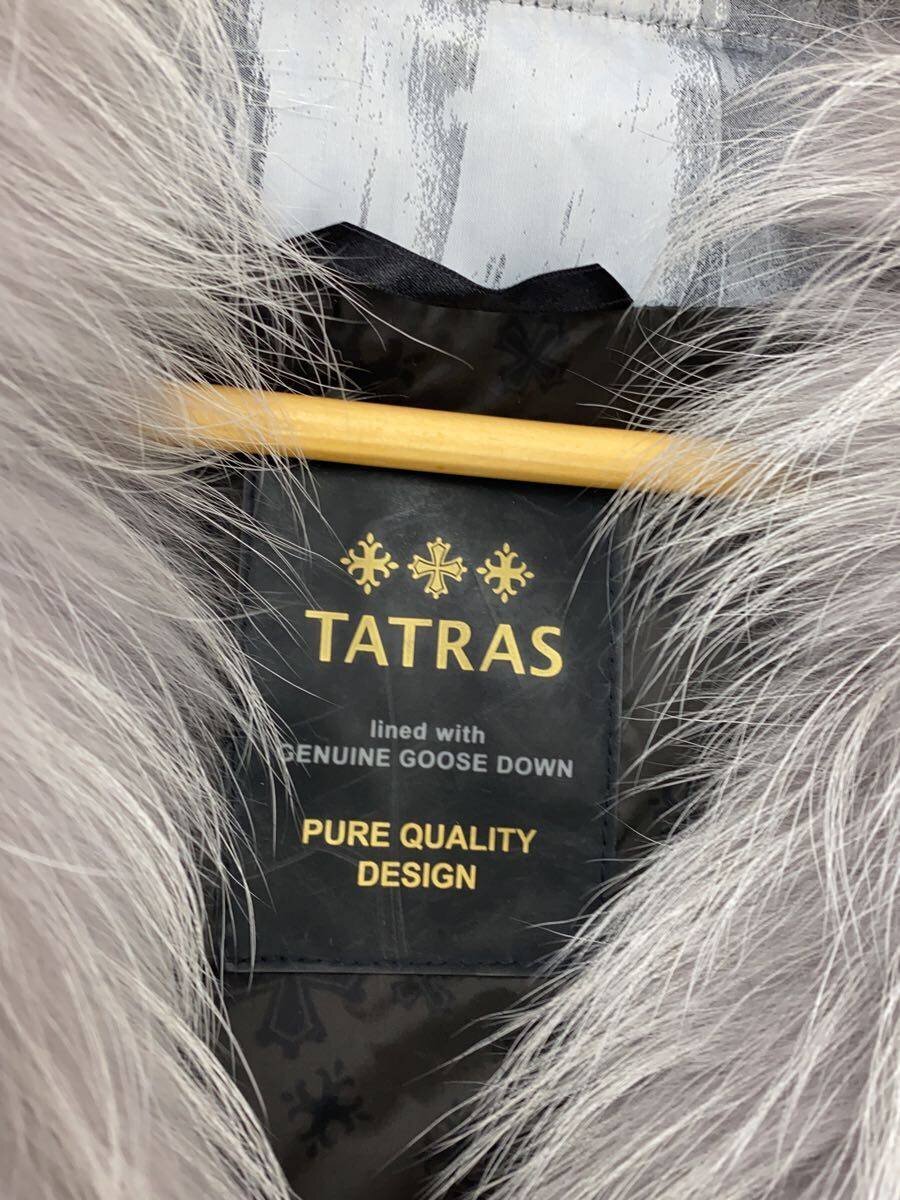 TATRAS
lined with
GENUINE GOOSE DOWN
PURE QUALITY
DESIGN